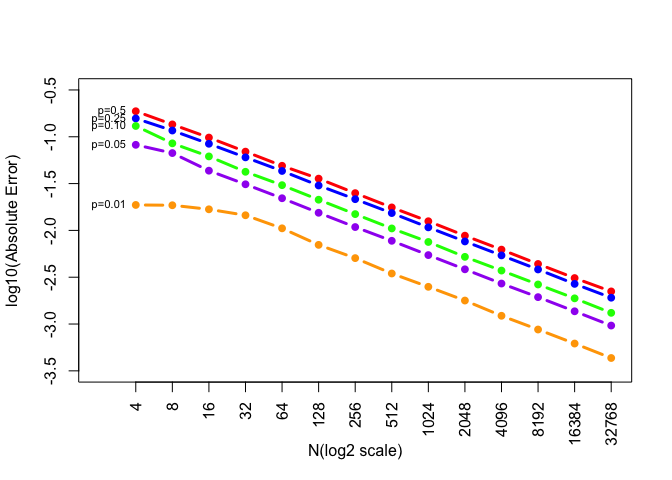 log10(Absolute Error)
-0.5
-1.0
-1.5
-2.0
-2.5
-3.0
-3.5
p=0.5
p=0.25
p=0.10
p=0.05
p=0.01
4 8 16 32 64 128 256 512 1024 2048 4096 8192 16384 32768
N(log2 scale)